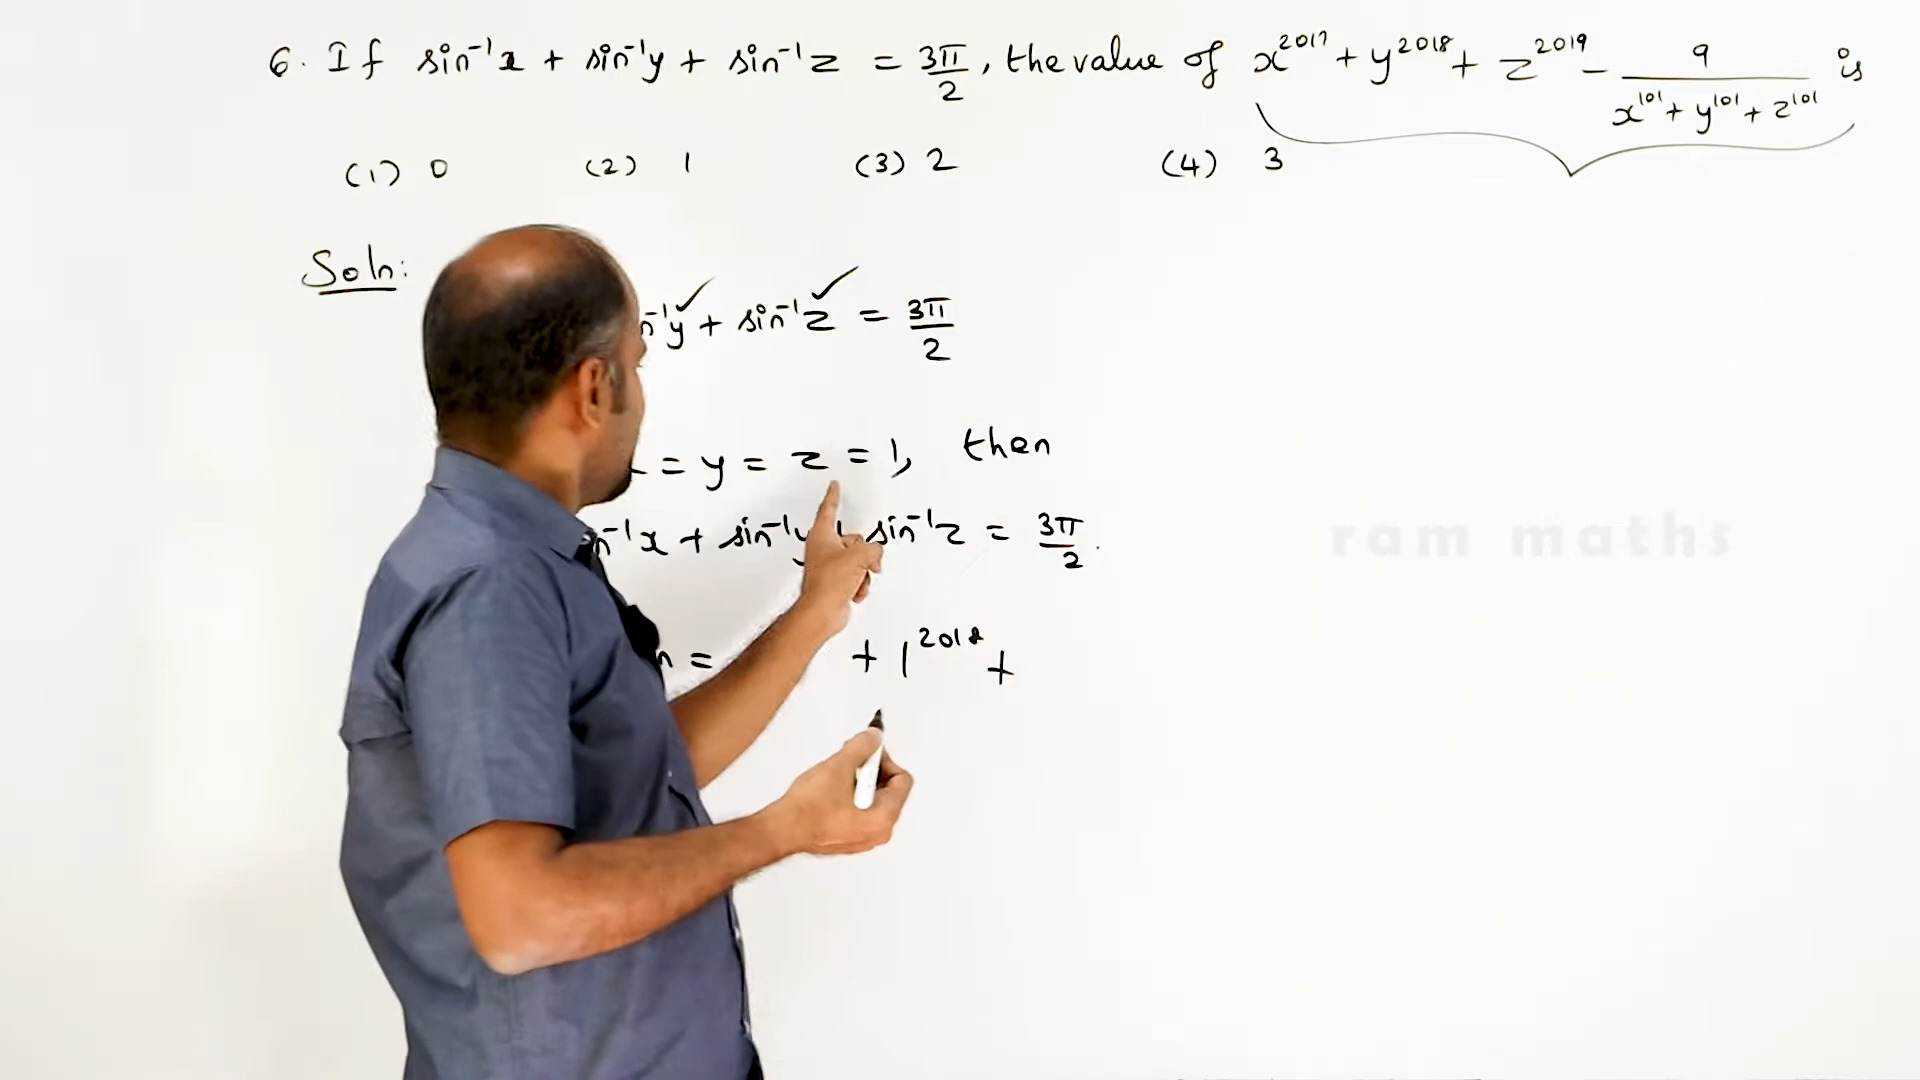 6. If sin⁻¹x + sin⁻¹y + sin⁻¹z = 3π/2, the value of x²⁰¹⁷ + y²⁰¹⁸ + z²⁰¹⁹ − 9/(x¹⁰¹ + y¹⁰¹ + z¹⁰¹) is
(1) 0 (2) 1 (3) 2 (4) 3
Soln:
y + sin⁻¹z = 3π/2
= y = z = 1, then
⁻¹x + sin⁻¹y sin⁻¹z = 3π/2.
ram maths
= + 1²⁰¹⁸ +